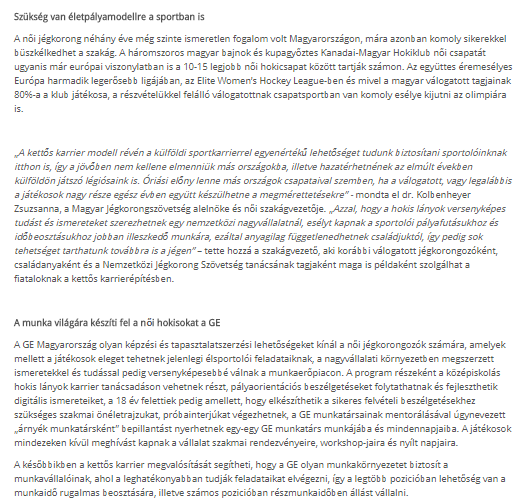 Szükség van életpályamodellre a sportban is
A női jégkorong néhány éve még szinte ismeretlen fogalom volt Magyarországon, mára azonban komoly sikerekkel
büszkélkedhet a szakág. A háromszoros magyar bajnok és kupagyőztes Kanadai-Magyar Hokiklub női csapatát
ugyanis már európai viszonylatban is a 10-15 legjobb női hokicsapat között tartják számon. Az együttes éremesélyes
Európa harmadik legerősebb ligájában, az Elite Women's Hockey League-ben és mivel a magyar válogatott tagjainak
80%-a a klub játékosa, a részvételükkel felálló válogatottnak csapatsportban van komoly esélye kijutni az olimpiára
is.
„A kettős karrier modell révén a külföldi sportkarrierrel egyenértékű lehetőséget tudunk biztosítani sportolóinknak
itthon is, így a jövőben nem kellene elmenniük más országokba, illetve hazatérhetnének az elmúlt években
külföldön játszó légiósaink is. Óriási előny lenne más országok csapataival szemben, ha a válogatott, vagy legalábbis
a játékosok nagy része egész évben együtt készülhetne a megmérettetésekre" - mondta el dr. Kolbenheyer
Zsuzsanna, a Magyar Jégkorongszövetség alelnöke és női szakágvezetője. „Azzal, hogy a hokis lányok versenyképes
tudást és ismereteket szerezhetnek egy nemzetközi nagyvállalatnál, esélyt kapnak a sportolói pályafutásukhoz és
időbeosztásukhoz jobban illeszkedő munkára, ezáltal anyagilag függetlenedhetnek családjuktól, így pedig sok
tehetséget tarthatunk továbbra is a jégen" – tette hozzá a szakágvezető, aki korábbi válogatott jégkorongozóként,
családanyaként és a Nemzetközi Jégkorong Szövetség tanácsának tagjaként maga is példaként szolgálhat a
fiataloknak a kettős karrierépítésben.
A munka világára készíti fel a női hokisokat a GE
A GE Magyarország olyan képzési és tapasztalatszerzési lehetőségeket kínál a női jégkorongozók számára, amelyek
mellett a játékosok eleget tehetnek jelenlegi élsportolói feladataiknak, a nagyvállalati környezetben megszerzett
ismeretekkel és tudással pedig versenyképesebbé válnak a munkaerőpiacon. A program részeként a középiskolás
hokis lányok karrier tanácsadáson vehetnek részt, pályaorientációs beszélgetéseket folytathatnak és fejleszthetik
digitális ismereteiket, a 18 év felettiek pedig amellett, hogy elkészíthetik a sikeres felvételi beszélgetésekhez
szükséges szakmai önéletrajzukat, próbainterjúkat végezhetnek, a GE munkatársainak mentorálásával úgynevezett
„árnyék munkatársként" bepillantást nyerhetnek egy-egy GE munkatárs munkájába és mindennapjaiba. A játékosok
mindezeken kívül meghívást kapnak a vállalat szakmai rendezvényeire, workshop-jaira és nyílt napjaira.
A későbbikben a kettős karrier megvalósítását segítheti, hogy a GE olyan munkakörnyezetet biztosít a
munkavállalóinak, ahol a leghatékonyabban tudják feladataikat elvégezni, így a legtöbb pozícióban lehetőség van a
munkaidő rugalmas beosztására, illetve számos pozícióban részmunkaidőben állást vállalni.